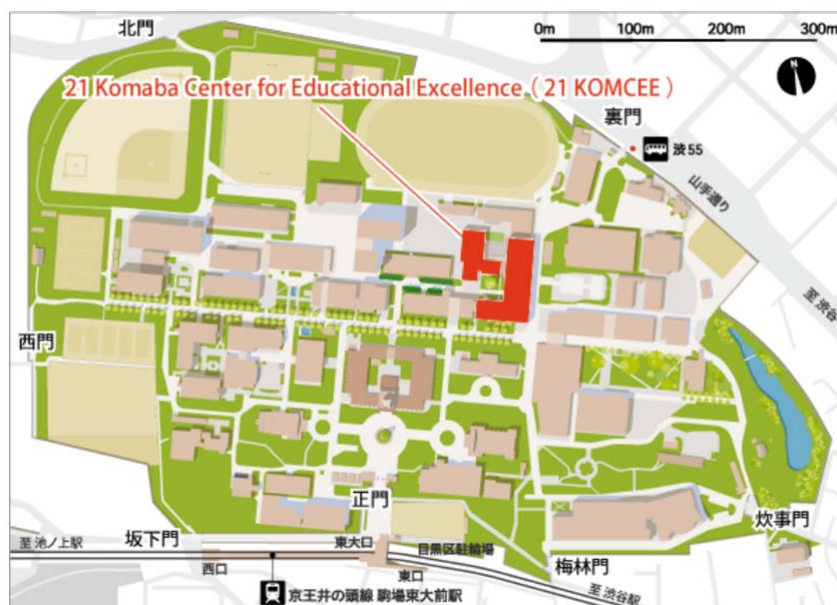 北門
0m 100m 200m 300m
N
21 Komaba Center for Educational Excellence ( 21 KOMCEE )
裏門
渋55
山手通り
至 渋谷
西門
正門
炊事門
坂下門
東大口
目黒区駐輪場
至 池ノ上駅
西口
東口
梅林門
至 渋谷駅
京王井の頭線 駒場東大前駅